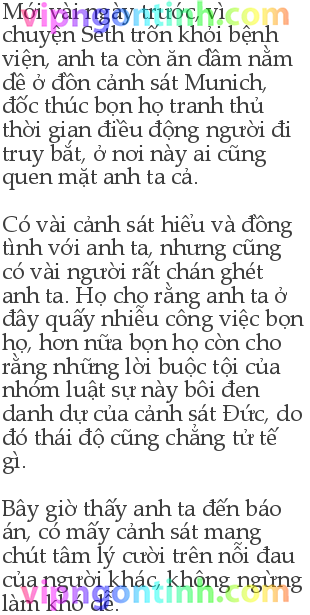 Mới vài ngày trước, vì
chuyện Seth trốn khỏi bệnh
viện, anh ta còn ăn đầm nằm
đề ở đồn cảnh sát Munich,
đốc thúc bọn họ tranh thủ
thời gian điều động người đi
truy bắt, ở nơi này ai cũng
quen mặt anh ta cả.
Có vài cảnh sát hiểu và đồng
tình với anh ta, nhưng cũng
có vài người rất chán ghét
anh ta. Họ cho rằng anh ta ở
đây quấy nhiễu công việc bọn
họ, hơn nữa bọn họ còn cho
rằng những lời buộc tội của
nhóm luật sự này bôi đen
danh dự của cảnh sát Đức, do
đó thái độ cũng chẳng tử tế
gì.
Bây giờ thấy anh ta đến báo
án, có mấy cảnh sát mang
chút tâm lý cười trên nỗi đau
của người khác, không ngừng
làm khó dễ.
vipngontinh.com vipngontinh.com